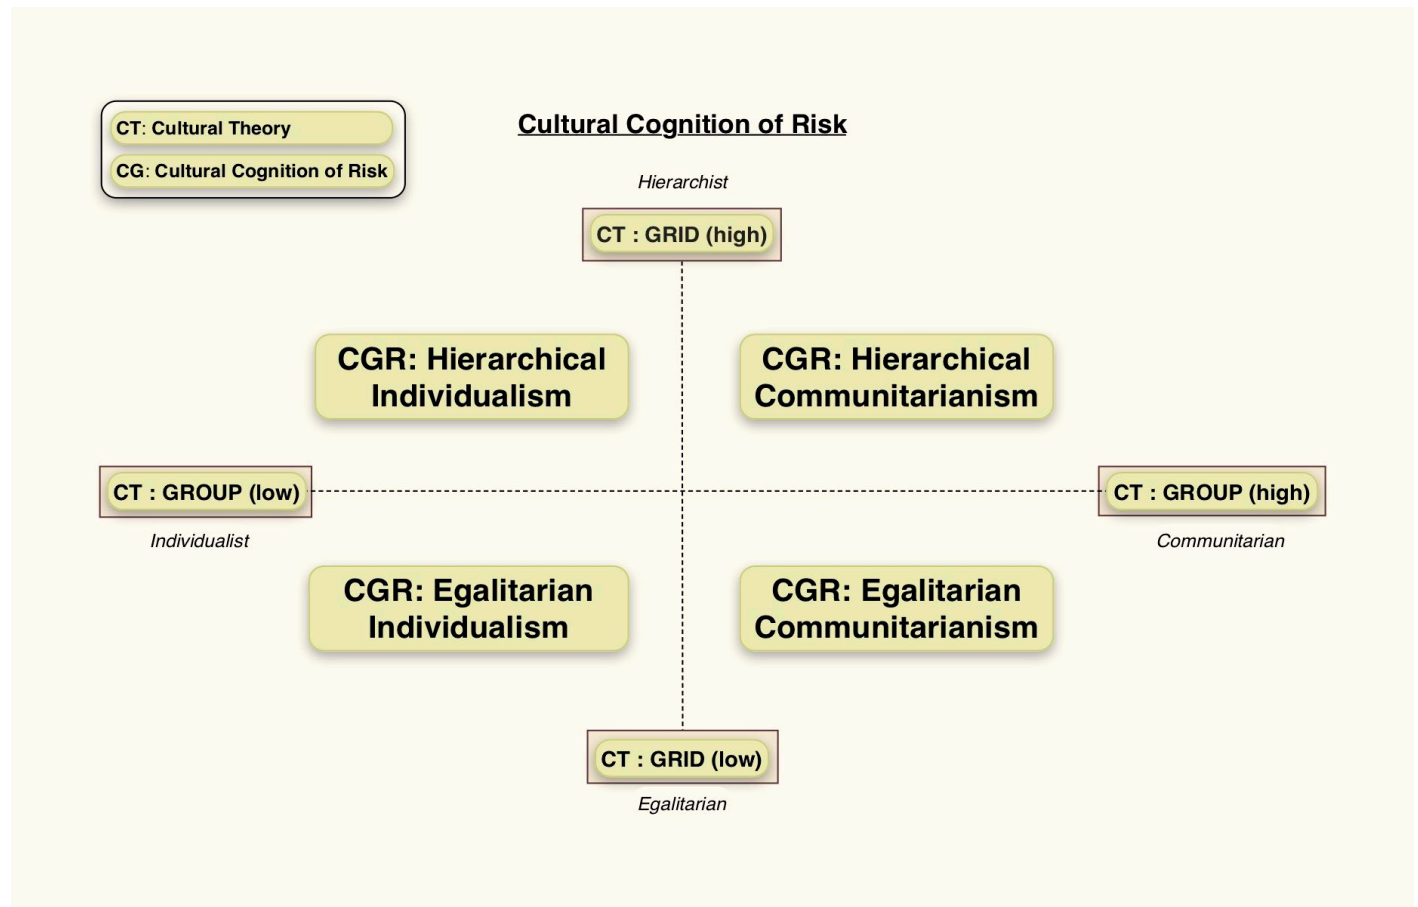 CT: Cultural Theory
CG: Cultural Cognition of Risk
Cultural Cognition of Risk
Hierarchist
CT : GRID (high)
CGR: Hierarchical
Individualism
CGR: Hierarchical
Communitarianism
CT : GROUP (low)
Individualist
CT : GROUP (high)
Communitarian
CGR: Egalitarian
Individualism
CGR: Egalitarian
Communitarianism
CT : GRID (low)
Egalitarian